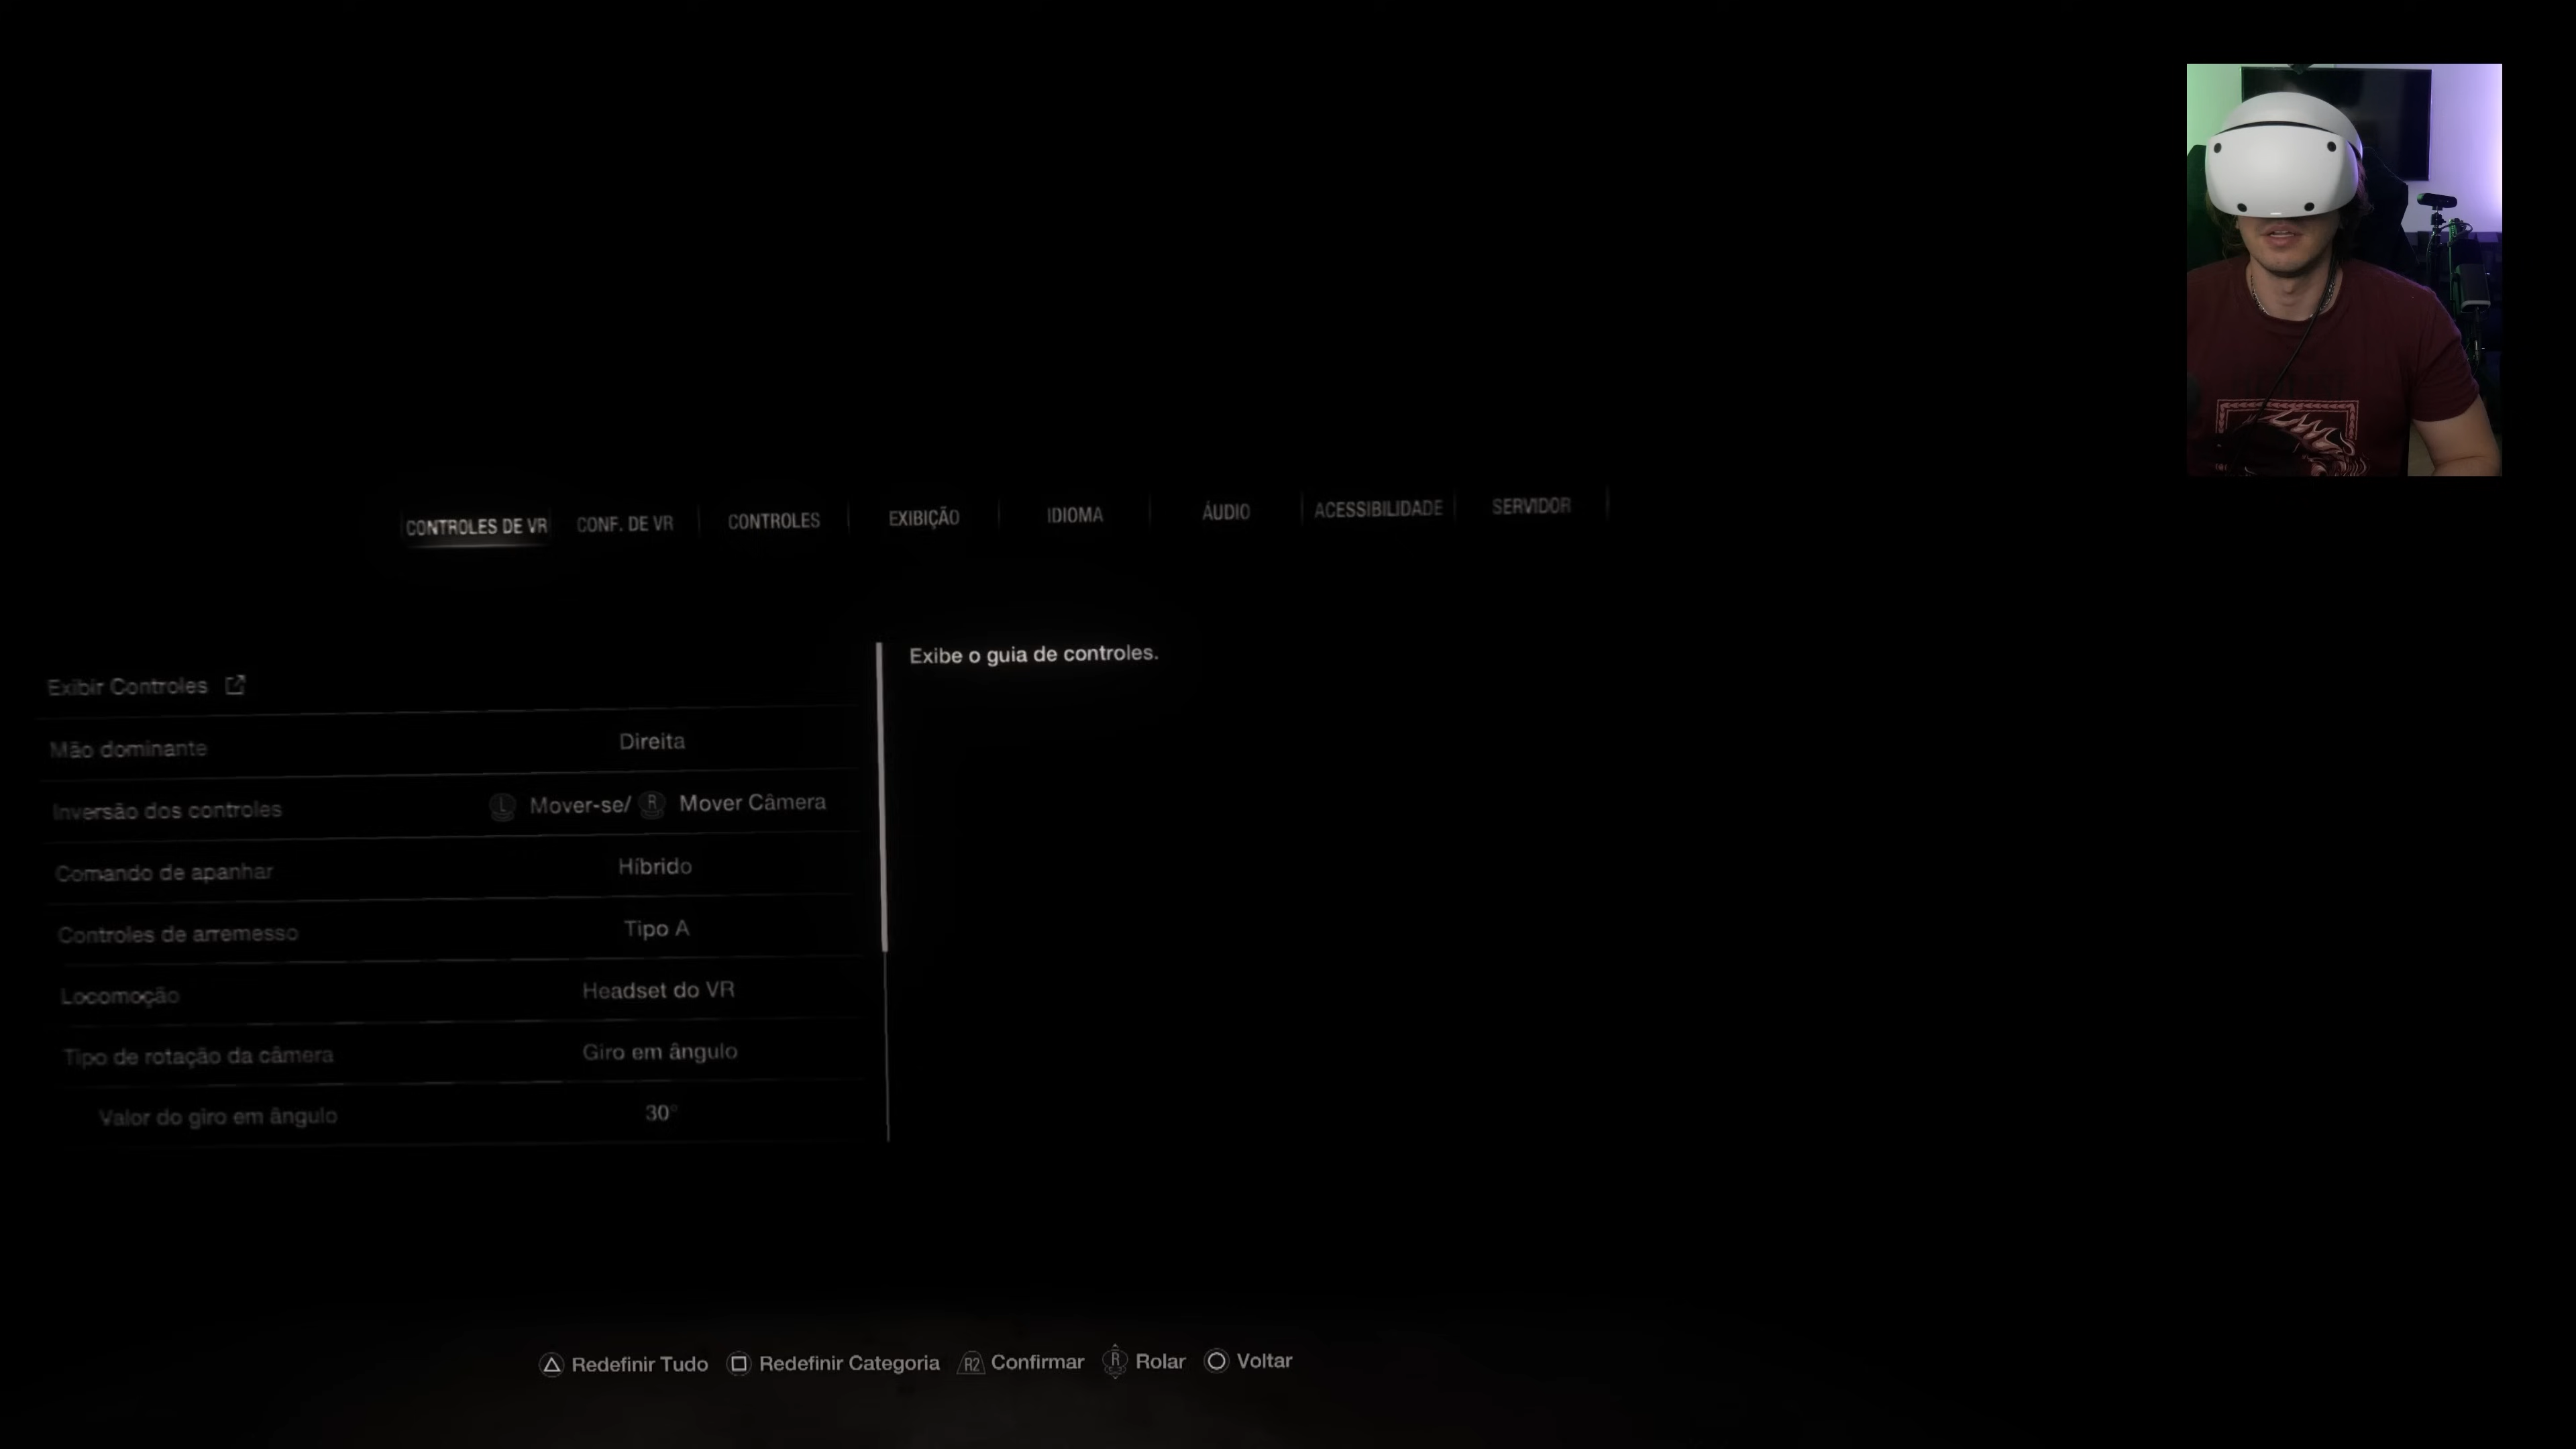 CONTROLES DE VR CONF. DE VR CONTROLES EXIBIÇÃO IDIOMA ÁUDIO ACESSIBILIDADE SERVIDOR
Exibir Controles
Mão dominante Direita
Inversão dos controles L Mover-se/ R Mover Câmera
Comando de apanhar Híbrido
Controles de arremesso Tipo A
Locomoção Headset do VR
Tipo de rotação da câmera Giro em ângulo
Valor do giro em ângulo 30°
Exibe o guia de controles.
Redefinir Tudo Redefinir Categoria R2 Confirmar R Rolar Voltar